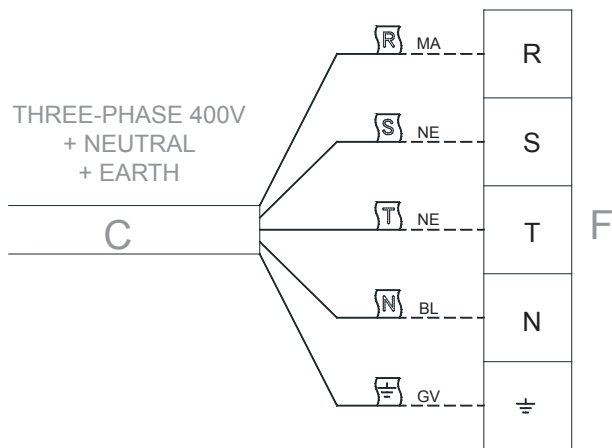 R MA R
THREE-PHASE 400V
+ NEUTRAL
+ EARTH
S NE S
C
T NE T
F
N BL N
GV